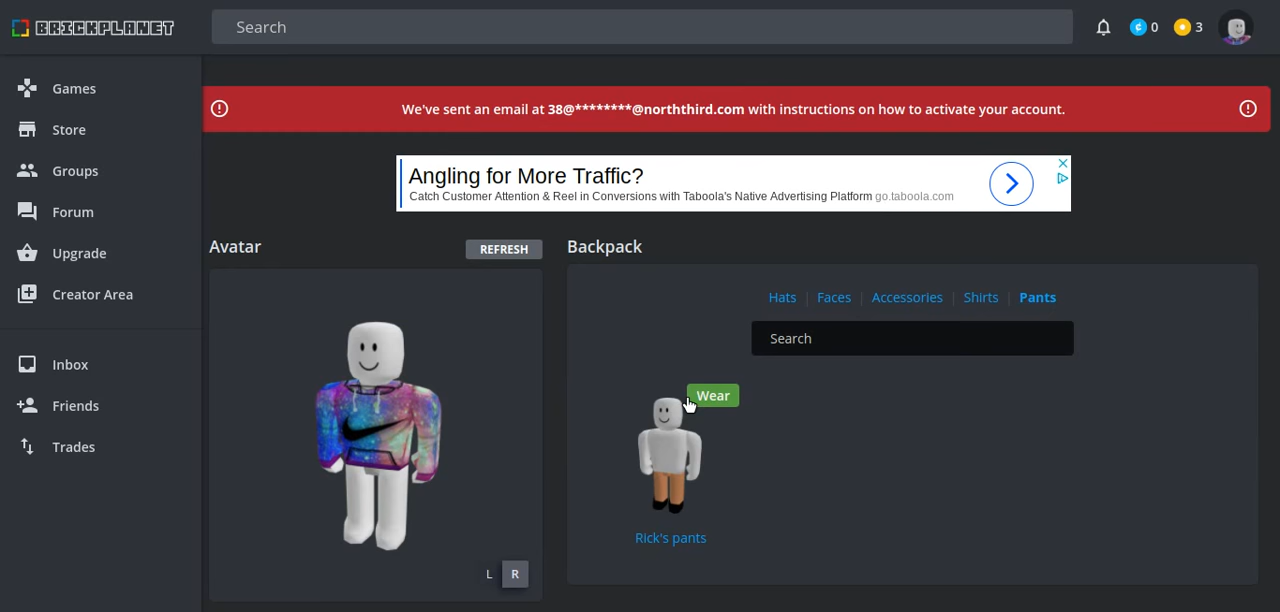 BRICKPLANET
Search
0
3
Games
Store
Groups
Forum
Upgrade
Creator Area
Inbox
Friends
Trades
We've sent an email at 38@********@norththird.com with instructions on how to activate your account.
Angling for More Traffic?
Catch Customer Attention & Reel in Conversions with Taboola's Native Advertising Platform go.taboola.com
Avatar
REFRESH
L R
Backpack
Hats | Faces | Accessories | Shirts | Pants
Search
Wear
Rick's pants